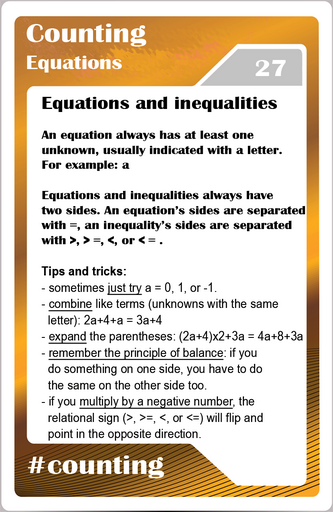 Counting
Equations
27
Equations and inequalities
An equation always has at least one
unknown, usually indicated with a letter.
For example: a
Equations and inequalities always have
two sides. An equation's sides are separated
with =, an inequality's sides are separated
with >, > =, <, or < = .
Tips and tricks:
- sometimes just try a = 0, 1, or -1.
- combine like terms (unknowns with the same
letter): 2a+4+a = 3a+4
- expand the parentheses: (2a+4)x2+3a = 4a+8+3a
- remember the principle of balance: if you
do something on one side, you have to do
the same on the other side too.
- if you multiply by a negative number, the
relational sign (>, >=, <, or <=) will flip and
point in the opposite direction.
#counting